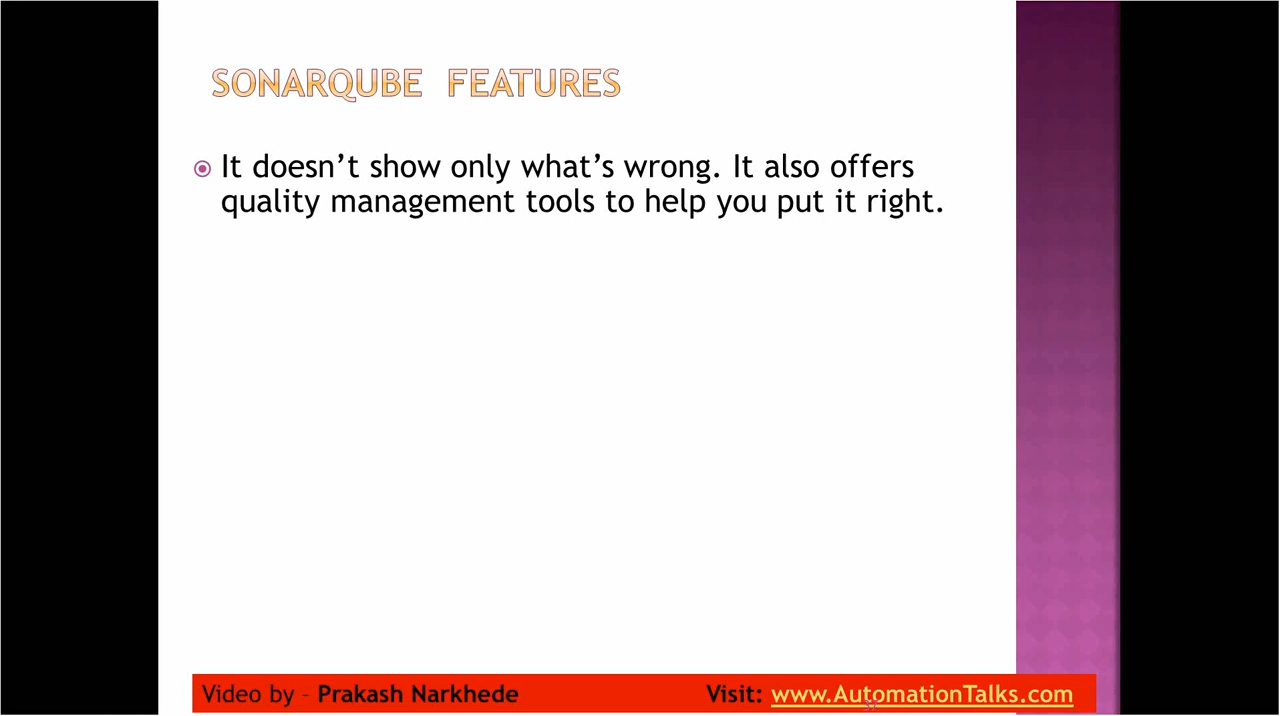 SONARQUBE FEATURES
It doesn’t show only what’s wrong. It also offers
quality management tools to help you put it right.
Video by - Prakash Narkhede Visit: www.AutomationTalks.com